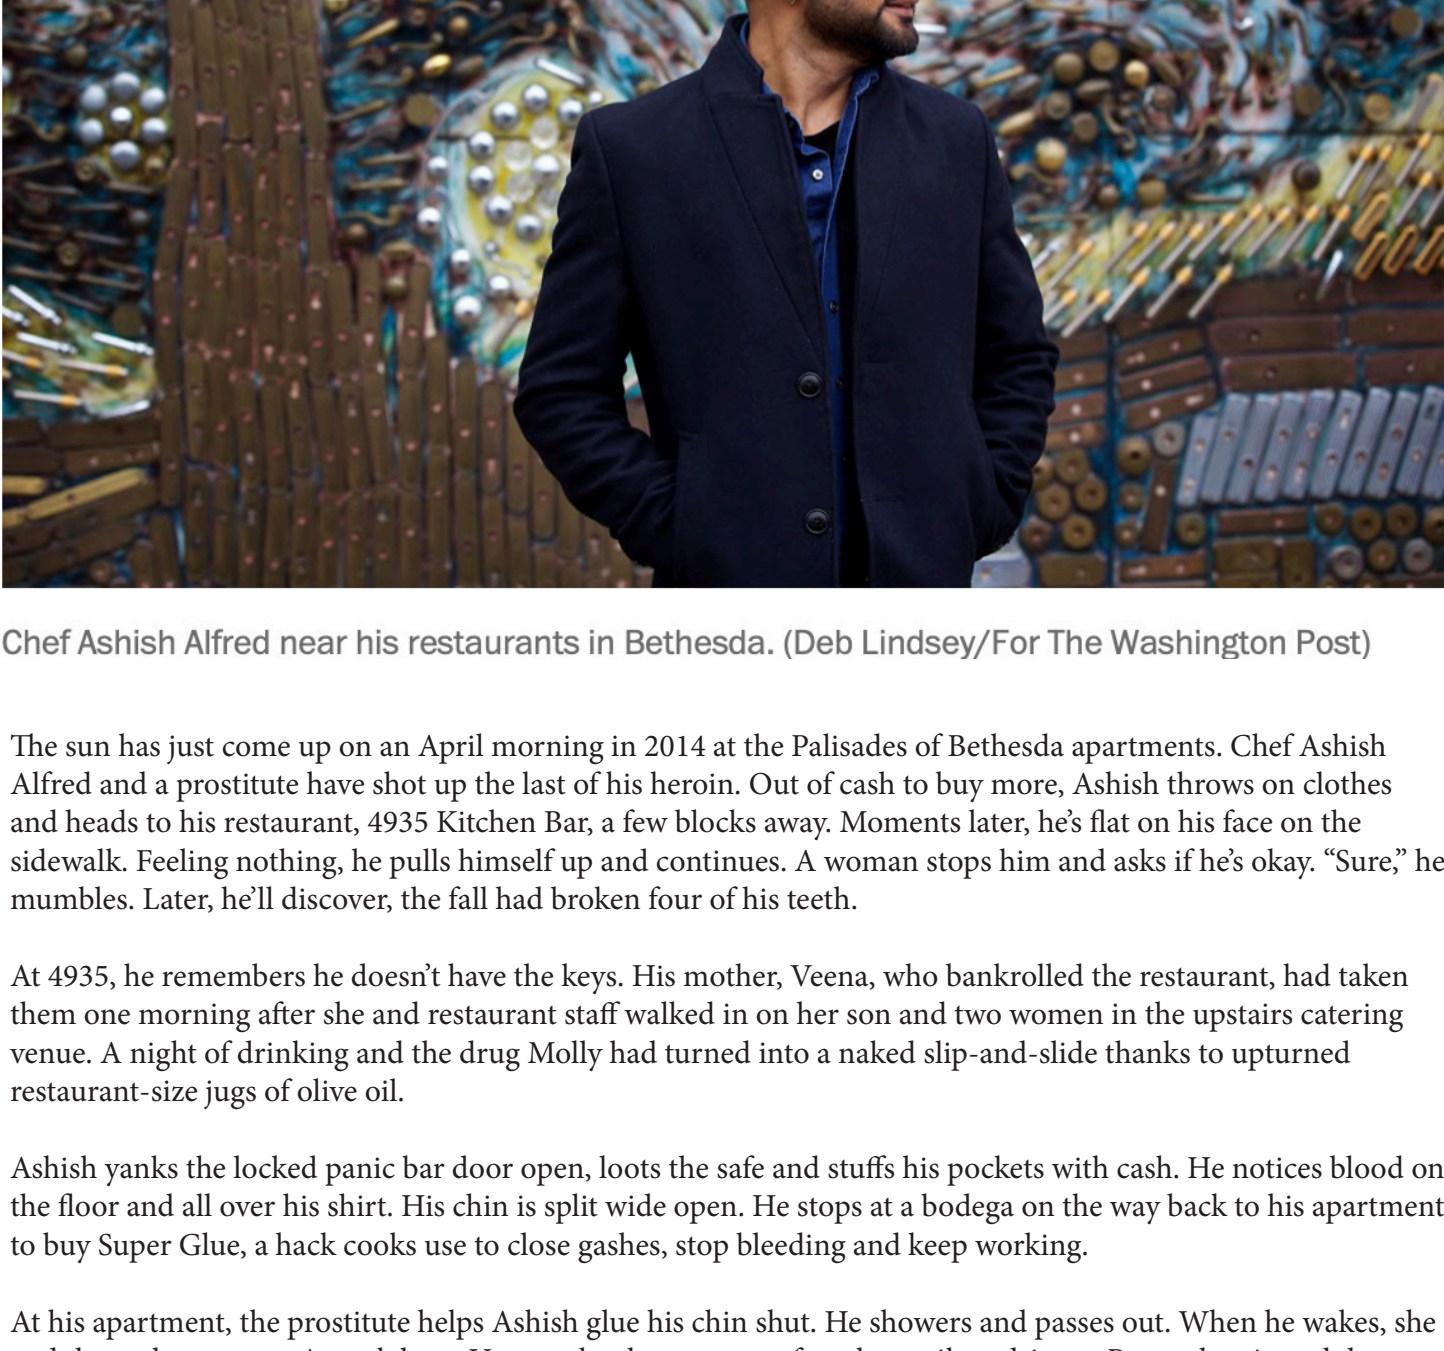 Chef Ashish Alfred near his restaurants in Bethesda. (Deb Lindsey/For The Washington Post)
The sun has just come up on an April morning in 2014 at the Palisades of Bethesda apartments. Chef Ashish
Alfred and a prostitute have shot up the last of his heroin. Out of cash to buy more, Ashish throws on clothes
and heads to his restaurant, 4935 Kitchen Bar, a few blocks away. Moments later, he’s flat on his face on the
sidewalk. Feeling nothing, he pulls himself up and continues. A woman stops him and asks if he’s okay. “Sure,” he
mumbles. Later, he’ll discover, the fall had broken four of his teeth.
At 4935, he remembers he doesn’t have the keys. His mother, Veena, who bankrolled the restaurant, had taken
them one morning after she and restaurant staff walked in on her son and two women in the upstairs catering
venue. A night of drinking and the drug Molly had turned into a naked slip-and-slide thanks to upturned
restaurant-size jugs of olive oil.
Ashish yanks the locked panic bar door open, loots the safe and stuffs his pockets with cash. He notices blood on
the floor and all over his shirt. His chin is split wide open. He stops at a bodega on the way back to his apartment
to buy Super Glue, a hack cooks use to close gashes, stop bleeding and keep working.
At his apartment, the prostitute helps Ashish glue his chin shut. He showers and passes out. When he wakes, she